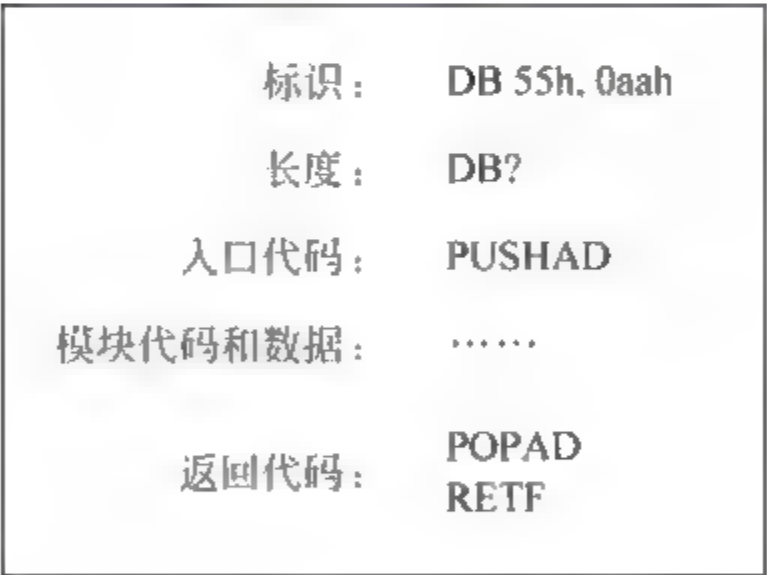 标识： DB 55h, 0aah
长度： DB?
入口代码： PUSHAD
模块代码和数据： ……
返回代码： POPAD
RETF